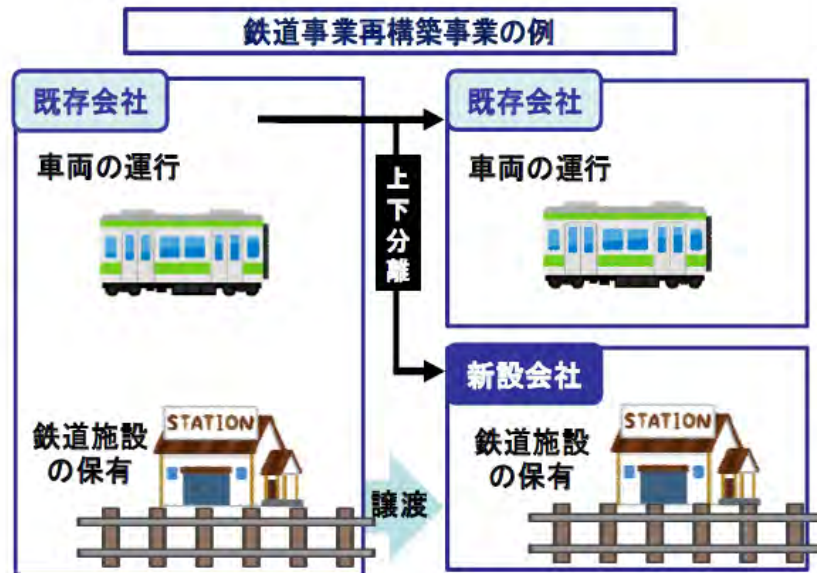 鉄道事業再構築事業の例
既存会社
車両の運行
STATION
鉄道施設
の保有
上下分離
譲渡
既存会社
車両の運行
新設会社
STATION
鉄道施設
の保有